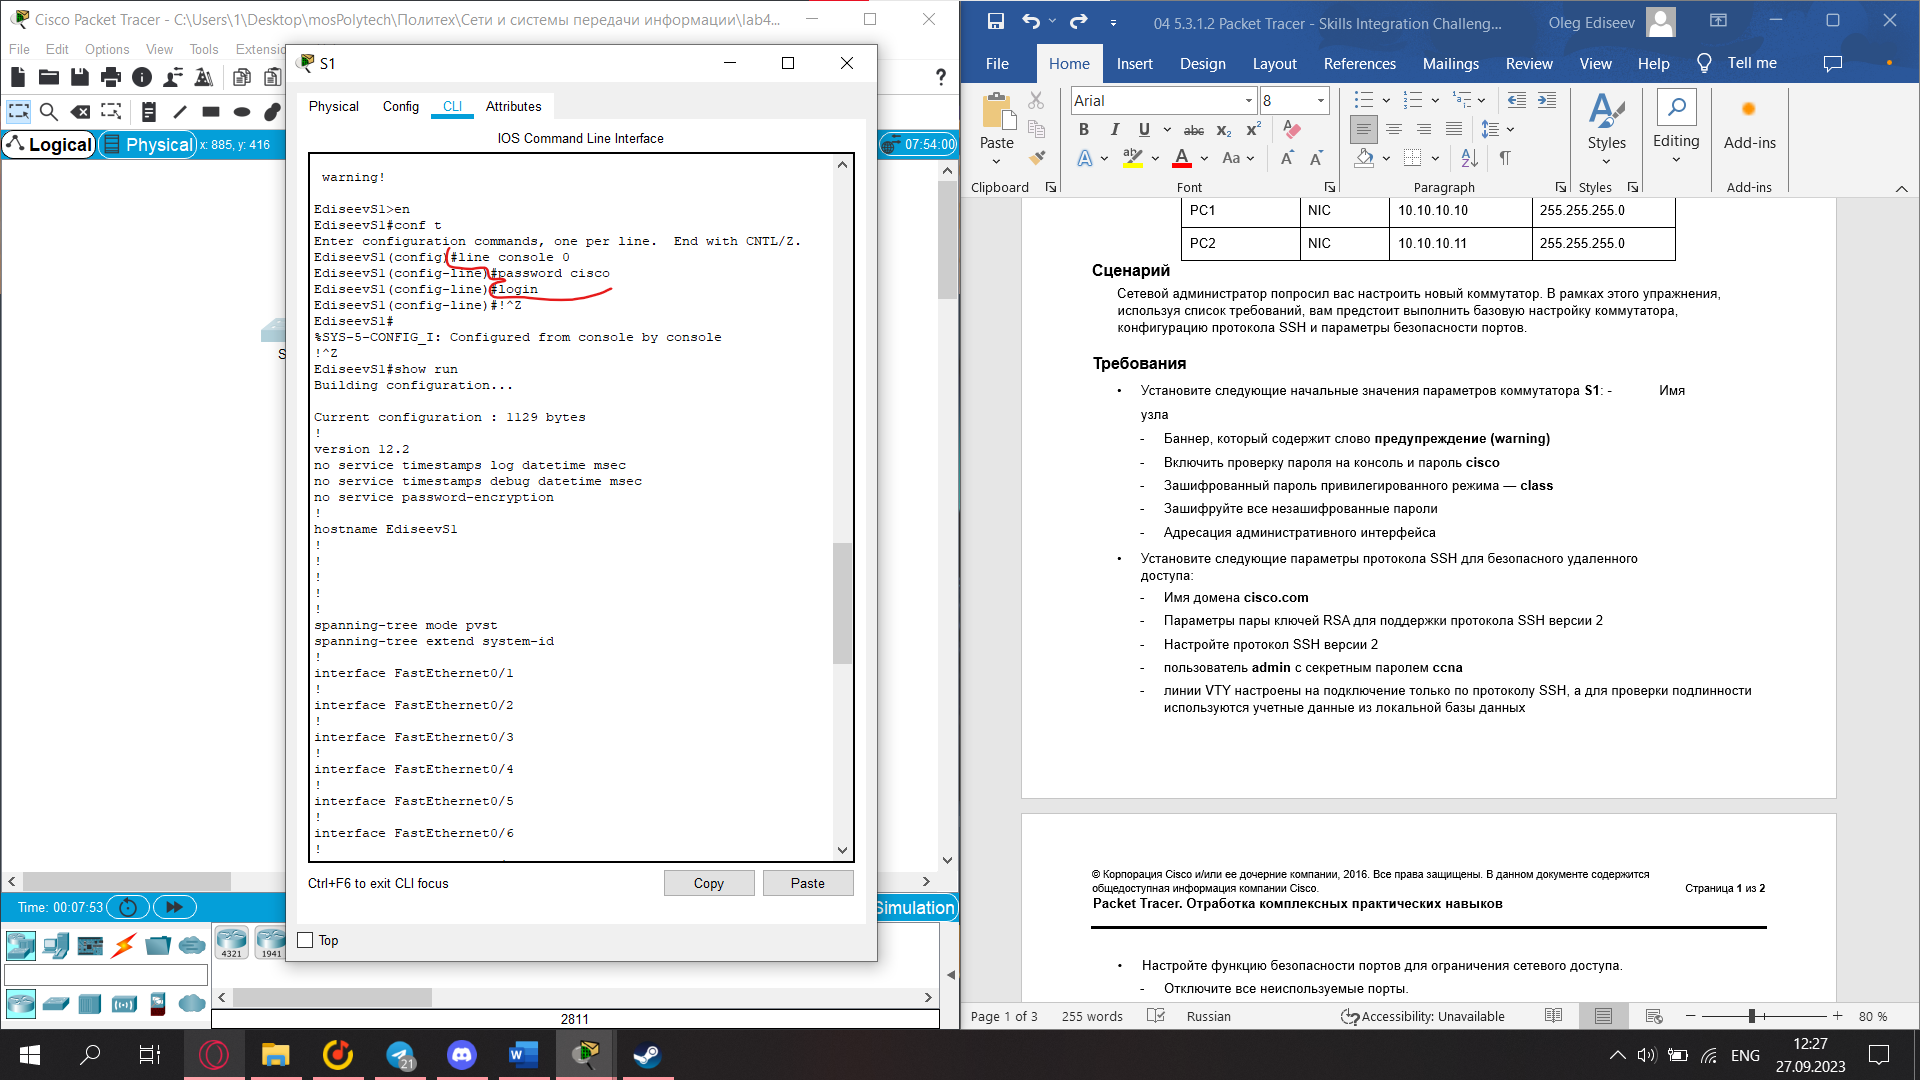 Cisco Packet Tracer - C:\Users\1\Desktop\mosPolytech\Политех\Сети и системы передачи информации\lab4...
File Edit Options View Tools Extensio
?
Logical Physical x: 885, y: 416
07:54:00
S
S1
Physical Config CLI Attributes
IOS Command Line Interface
warning!
EdiseevS1>en
EdiseevS1#conf t
Enter configuration commands, one per line. End with CNTL/Z.
EdiseevS1(config)#line console 0
EdiseevS1(config-line)#password cisco
EdiseevS1(config-line)#login
EdiseevS1(config-line)#!^Z
EdiseevS1#
%SYS-5-CONFIG_I: Configured from console by console
!^Z
EdiseevS1#show run
Building configuration...
Current configuration : 1129 bytes
!
version 12.2
no service timestamps log datetime msec
no service timestamps debug datetime msec
no service password-encryption
!
hostname EdiseevS1
!
!
!
!
!
spanning-tree mode pvst
spanning-tree extend system-id
!
interface FastEthernet0/1
!
interface FastEthernet0/2
!
interface FastEthernet0/3
!
interface FastEthernet0/4
!
interface FastEthernet0/5
!
interface FastEthernet0/6
!
Ctrl+F6 to exit CLI focus
Copy Paste
Top
Time: 00:07:53
Simulation
4321 1941
2811
04 5.3.1.2 Packet Tracer - Skills Integration Challeng...
Oleg Ediseev
File Home Insert Design Layout References Mailings Review View Help Tell me
Paste
Arial 8
B I U abc x₂ x²
A ab A Aa A A
Styles
Editing
Add-ins
Clipboard Font Paragraph Styles Add-ins
PC1 NIC 10.10.10.10 255.255.255.0
PC2 NIC 10.10.10.11 255.255.255.0
Сценарий
Сетевой администратор попросил вас настроить новый коммутатор. В рамках этого упражнения,
используя список требований, вам предстоит выполнить базовую настройку коммутатора,
конфигурацию протокола SSH и параметры безопасности портов.
Требования
• Установите следующие начальные значения параметров коммутатора S1: - Имя
узла
- Баннер, который содержит слово предупреждение (warning)
- Включить проверку пароля на консоль и пароль cisco
- Зашифрованный пароль привилегированного режима — class
- Зашифруйте все незашифрованные пароли
- Адресация административного интерфейса
• Установите следующие параметры протокола SSH для безопасного удаленного
доступа:
- Имя домена cisco.com
- Параметры пары ключей RSA для поддержки протокола SSH версии 2
- Настройте протокол SSH версии 2
- пользователь admin с секретным паролем ccna
- линии VTY настроены на подключение только по протоколу SSH, а для проверки подлинности
используются учетные данные из локальной базы данных
© Корпорация Cisco и/или ее дочерние компании, 2016. Все права защищены. В данном документе содержится
общедоступная информация компании Cisco. Страница 1 из 2
Packet Tracer. Отработка комплексных практических навыков
• Настройте функцию безопасности портов для ограничения сетевого доступа.
- Отключите все неиспользуемые порты.
Page 1 of 3 255 words Russian Accessibility: Unavailable 80 %
21
ENG
12:27
27.09.2023